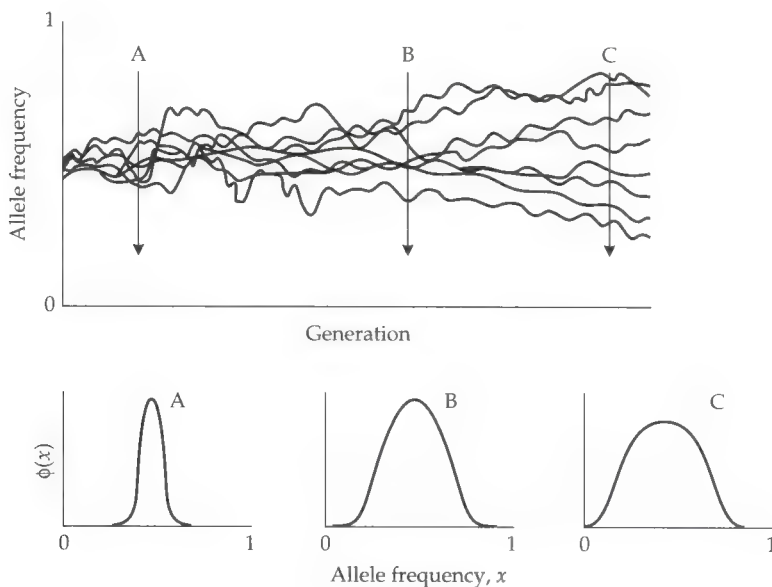 1
A
B
C
Allele frequency
0
Generation
A
B
C
ϕ(x)
0
1
0
1
0
1
Allele frequency, x